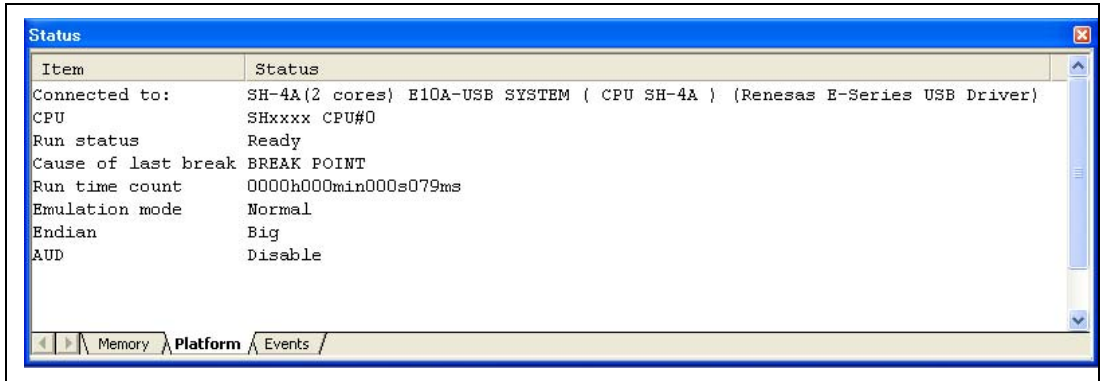 Status
Item Status
Connected to: SH-4A(2 cores) E10A-USB SYSTEM ( CPU SH-4A ) (Renesas E-Series USB Driver)
CPU SHxxxx CPU#0
Run status Ready
Cause of last break BREAK POINT
Run time count 0000h000min000s079ms
Emulation mode Normal
Endian Big
AUD Disable
Memory Platform Events